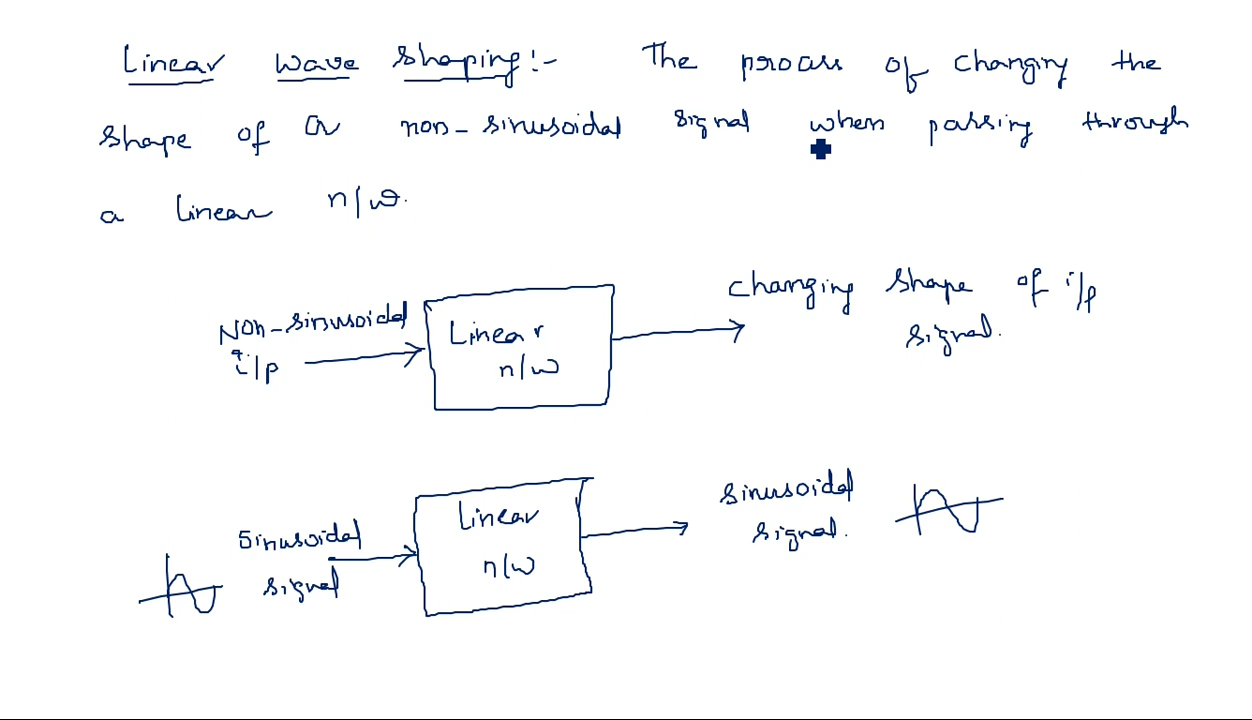 Linear wave shaping:- The process of changing the
shape of a non-sinusoidal signal when passing through
a linear n/w.
Non-sinusoidal
i/p
Linear
n/w
changing shape of i/p
signal.
Sinusoidal
signal
Linear
n/w
sinusoidal
signal.